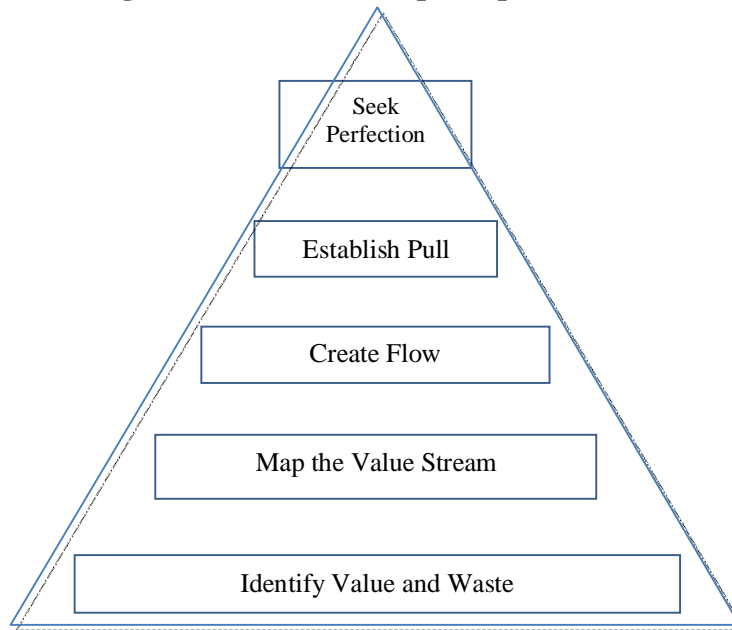 Seek
Perfection
Establish Pull
Create Flow
Map the Value Stream
Identify Value and Waste